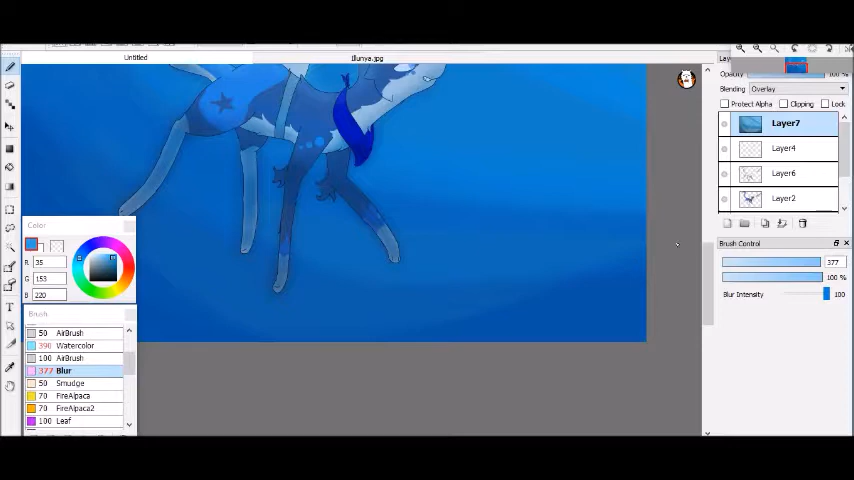 Untitled
Ilunya.jpg
Opacity 100 %
Blending Overlay
Protect Alpha Clipping Lock
Layer7
Layer4
Layer6
Layer2
Brush Control
377
100 %
Blur Intensity 100
Color
R 35
G 153
B 220
Brush
50 AirBrush
390 Watercolor
100 AirBrush
377 Blur
50 Smudge
70 FireAlpaca
70 FireAlpaca2
100 Leaf
T